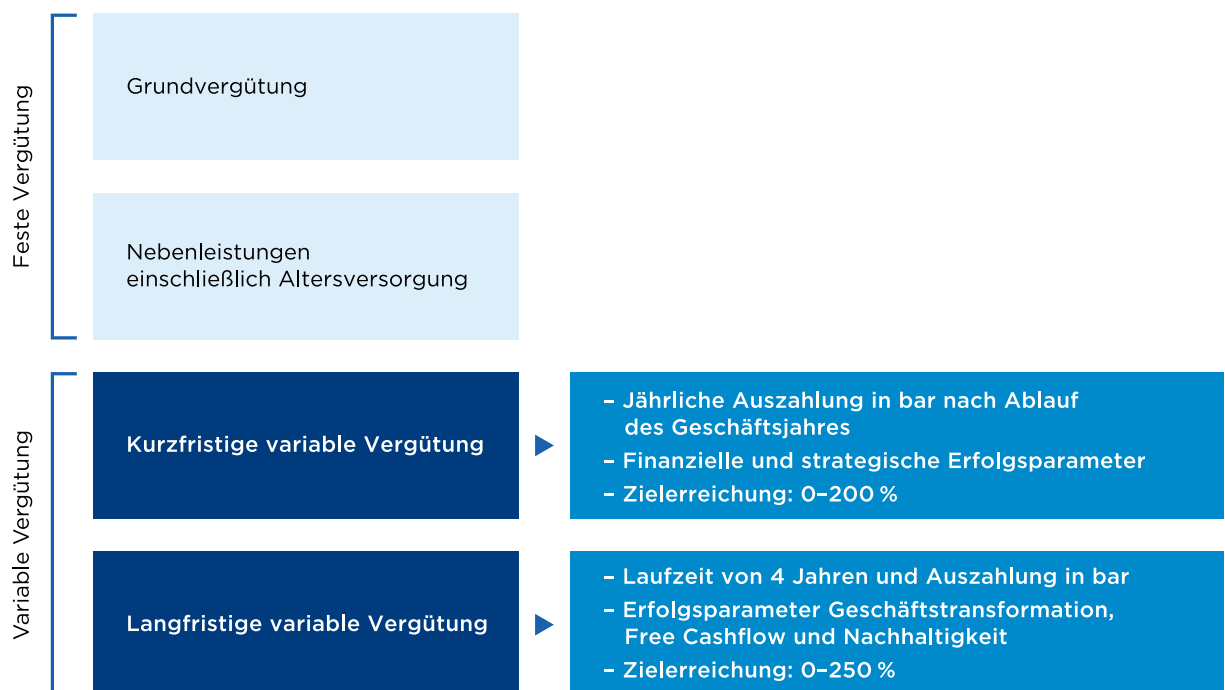 Feste Vergütung
Grundvergütung
Nebenleistungen
einschließlich Altersversorgung
Variable Vergütung
Kurzfristige variable Vergütung
– Jährliche Auszahlung in bar nach Ablauf
des Geschäftsjahres
– Finanzielle und strategische Erfolgsparameter
– Zielerreichung: 0–200 %
Langfristige variable Vergütung
– Laufzeit von 4 Jahren und Auszahlung in bar
– Erfolgsparameter Geschäftstransformation,
Free Cashflow und Nachhaltigkeit
– Zielerreichung: 0–250 %